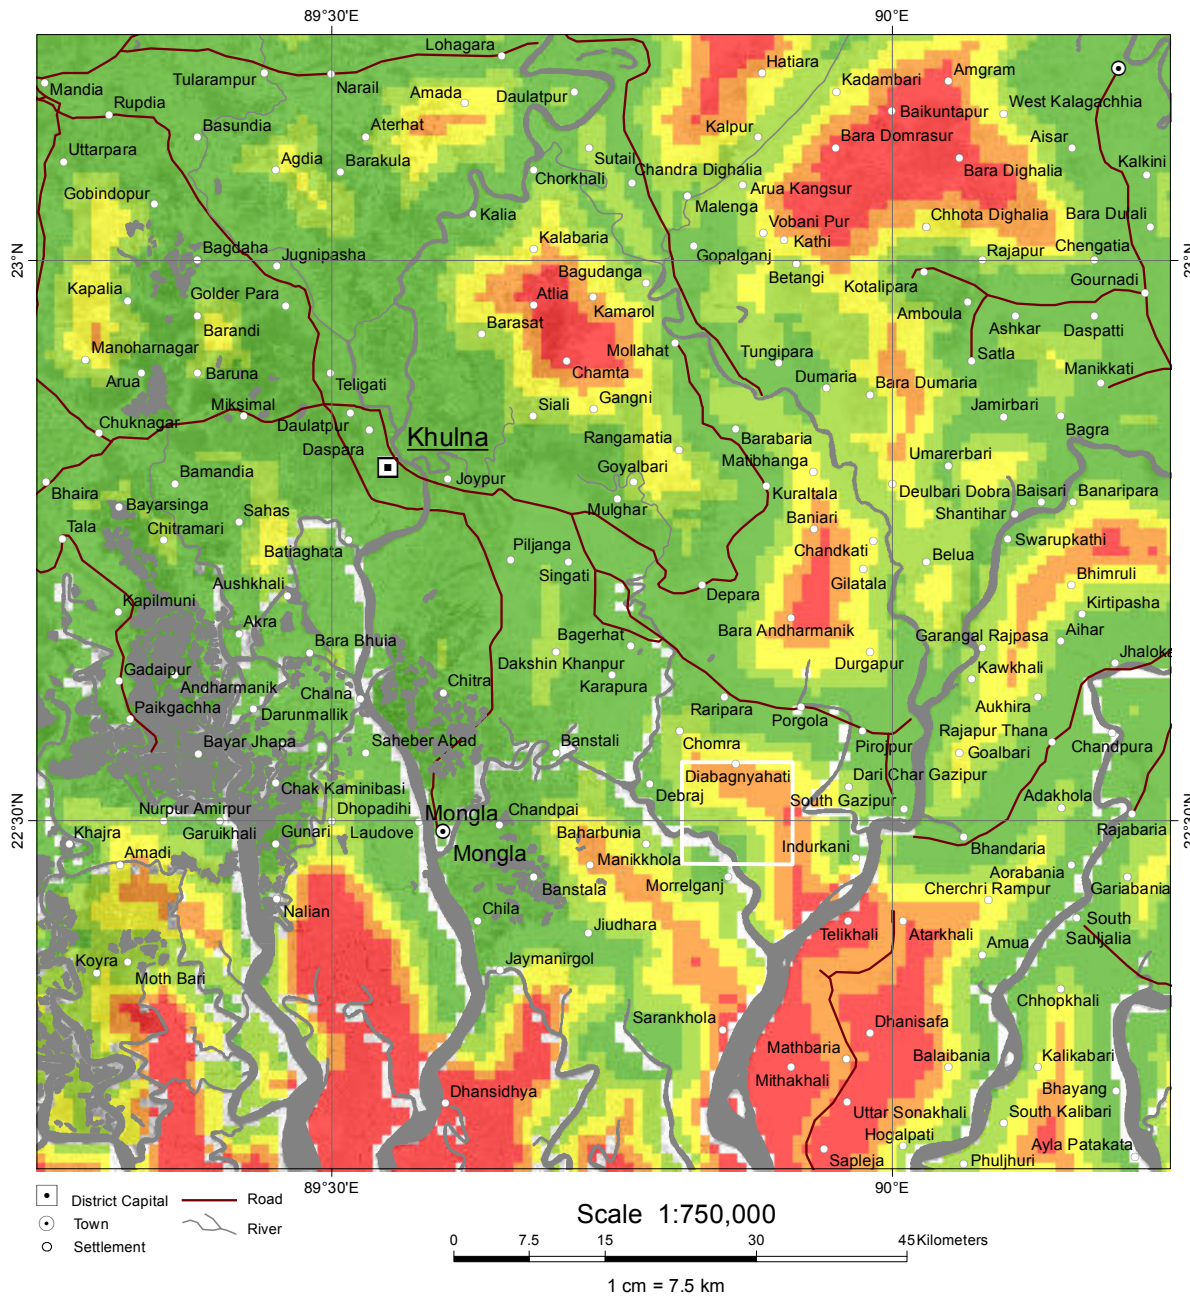 89°30'E
90°E
Lohagara
Hatiara
Mandia
Tularampur
Narail
Amada
Daulatpur
Kadambari
Amgram
Rupdia
Basundia
Aterhat
Kalpur
Baikuntapur
West Kalagachhia
Bara Domrasur
Aisar
Uttarpara
Agdia
Barakula
Sutail
Chandra Dighalia
Bara Dighalia
Kalkini
Gobindopur
Chorkhali
Arua Kangsur
Malenga
Kalia
Vobani Pur
Chhota Dighalia
Bara Dulali
Kalabaria
Kathi
23°N
Bagdaha
Jugnipasha
Gopalganj
Rajapur
Chengatia
23°N
Bagudanga
Betangi
Kotalipara
Gournadi
Kapalia
Golder Para
Atlia
Kamarol
Amboula
Barandi
Barasat
Ashkar
Daspatti
Manoharnagar
Mollahat
Tungipara
Satla
Arua
Baruna
Teligati
Chamta
Dumaria
Bara Dumaria
Manikkati
Miksimal
Siali
Gangni
Jamirbari
Chuknagar
Daulatpur
Khulna
Rangamatia
Barabaria
Bagra
Daspara
Matibhanga
Umarerbari
Bamandia
Joypur
Goyalbari
Bhaira
Bayarsinga
Kuraltala
Deulbari Dobra
Baisari
Banaripara
Sahas
Mulghar
Baniari
Shantihar
Tala
Chitramari
Batiaghata
Piljanga
Chandkati
Swarupkathi
Belua
Singati
Aushkhali
Gilatala
Bhimruli
Kapilmuni
Depara
Kirtipasha
Akra
Bara Bhuia
Bagerhat
Bara Andharmanik
Garangal Rajpasa
Aihar
Gadaipur
Dakshin Khanpur
Durgapur
Kawkhali
Jhaloke
Andharmanik
Chalna
Chitra
Karapura
Paikgachha
Darunmallik
Raripara
Porgola
Aukhira
Bayar Jhapa
Saheber Abad
Banstali
Chomra
Pirojpur
Rajapur Thana
Chandpura
Goalbari
Chak Kaminibasi
Diabagnyahati
Dari Char Gazipur
Debraj
South Gazipur
Nurpur Amirpur
Dhopadihi
Mongla
Chandpai
Adakhola
22°30'N
Khajra
Garuikhali
Gunari
Laudove
Baharbunia
Rajabaria
22°30'N
Amadi
Mongla
Manikkhola
Indurkani
Bhandaria
Aorabania
Banstala
Morrelganj
Cherchri Rampur
Gariabania
Nalian
Chila
Jiudhara
Telikhali
Atarkhali
South
Sauljalia
Amua
Koyra
Moth Bari
Jaymanirgol
Chhopkhali
Sarankhola
Dhanisafa
Mathbaria
Balaibania
Kalikabari
Mithakhali
Dhansidhya
Bhayang
Uttar Sonakhali
South Kalibari
Hogalpati
Ayla Patakata
Sapleja
Phuljhuri
89°30'E
90°E
District Capital
Road
Town
River
Settlement
Scale 1:750,000
0 7.5 15 30 45 Kilometers
1 cm = 7.5 km